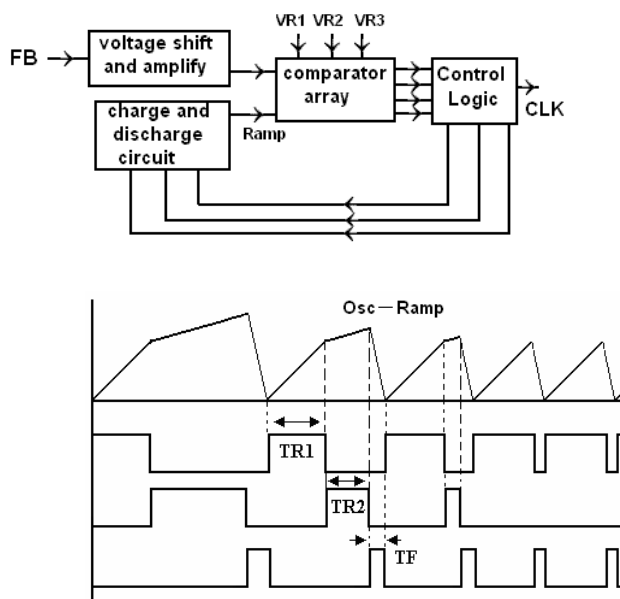 VR1 VR2 VR3
FB
voltage shift
and amplify
comparator
array
Control
Logic
CLK
charge and
discharge
circuit
Ramp
Osc－Ramp
TR1
TR2
TF